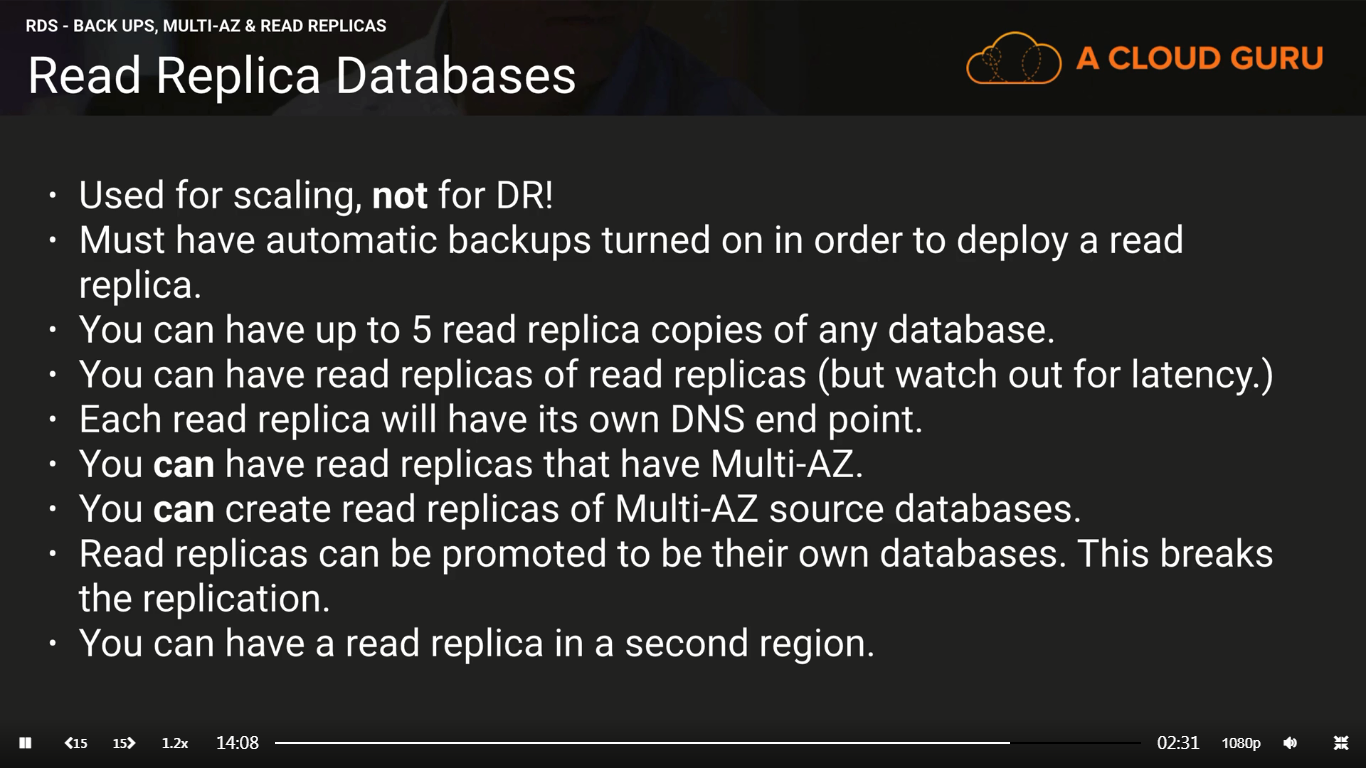 RDS - BACK UPS, MULTI-AZ & READ REPLICAS
Read Replica Databases
A CLOUD GURU
• Used for scaling, not for DR!
• Must have automatic backups turned on in order to deploy a read
replica.
• You can have up to 5 read replica copies of any database.
• You can have read replicas of read replicas (but watch out for latency.)
• Each read replica will have its own DNS end point.
• You can have read replicas that have Multi-AZ.
• You can create read replicas of Multi-AZ source databases.
• Read replicas can be promoted to be their own databases. This breaks
the replication.
• You can have a read replica in a second region.
15 15 1.2x 14:08 02:31 1080p